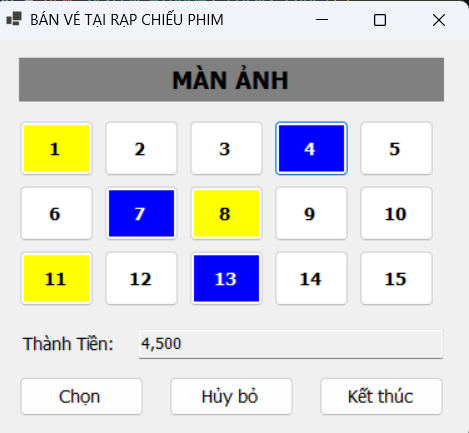 BÁN VÉ TẠI RẠP CHIẾU PHIM
MÀN ẢNH
1 2 3 4 5
6 7 8 9 10
11 12 13 14 15
Thành Tiền: 4,500
Chọn Hủy bỏ Kết thúc